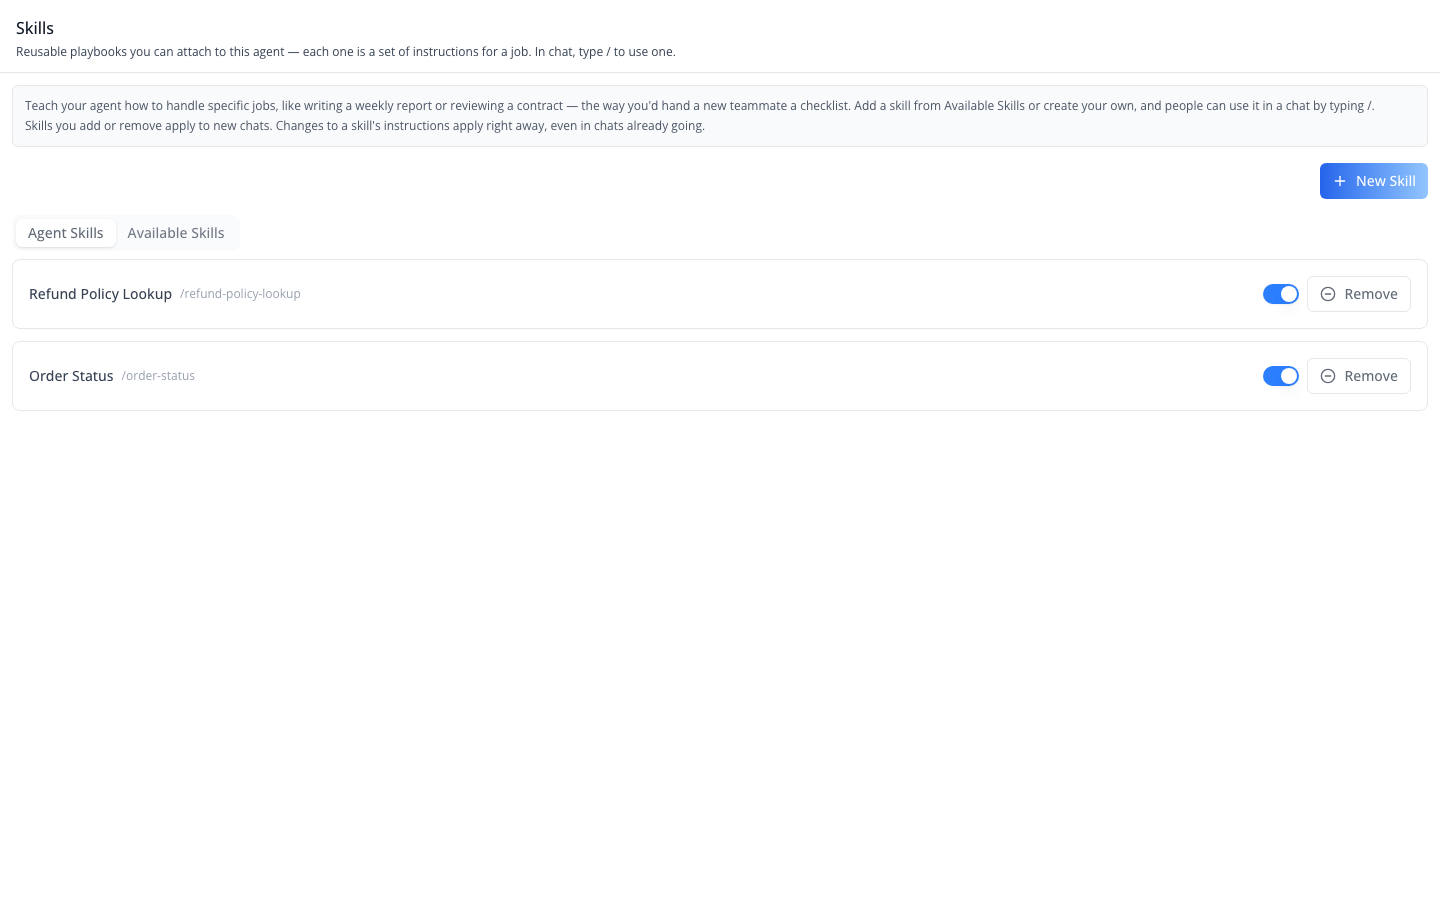 Skills
Reusable playbooks you can attach to this agent — each one is a set of instructions for a job. In chat, type / to use one.
Teach your agent how to handle specific jobs, like writing a weekly report or reviewing a contract — the way you'd hand a new teammate a checklist. Add a skill from Available Skills or create your own, and people can use it in a chat by typing /.
Skills you add or remove apply to new chats. Changes to a skill's instructions apply right away, even in chats already going.
New Skill
Agent Skills Available Skills
Refund Policy Lookup /refund-policy-lookup Remove
Order Status /order-status Remove